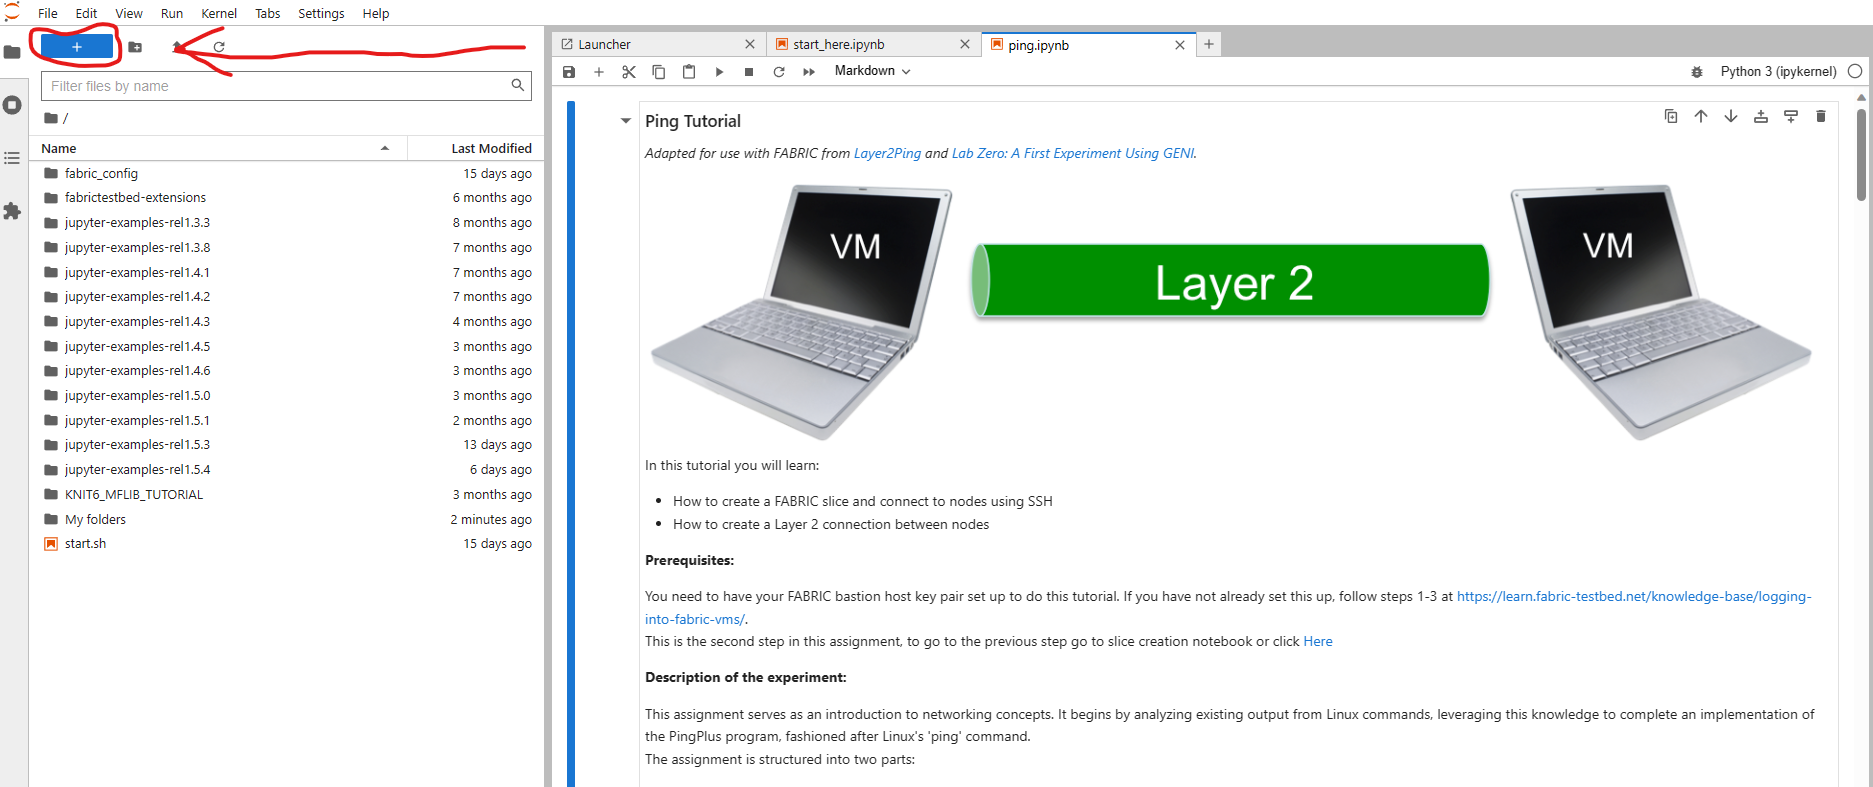 File Edit View Run Kernel Tabs Settings Help
Filter files by name
/
Name Last Modified
fabric_config 15 days ago
fabrictestbed-extensions 6 months ago
jupyter-examples-rel1.3.3 8 months ago
jupyter-examples-rel1.3.8 7 months ago
jupyter-examples-rel1.4.1 7 months ago
jupyter-examples-rel1.4.2 7 months ago
jupyter-examples-rel1.4.3 4 months ago
jupyter-examples-rel1.4.5 3 months ago
jupyter-examples-rel1.4.6 3 months ago
jupyter-examples-rel1.5.0 3 months ago
jupyter-examples-rel1.5.1 2 months ago
jupyter-examples-rel1.5.3 13 days ago
jupyter-examples-rel1.5.4 6 days ago
KNIT6_MFLIB_TUTORIAL 3 months ago
My folders 2 minutes ago
start.sh 15 days ago
Launcher start_here.ipynb ping.ipynb
Markdown Python 3 (ipykernel)
Ping Tutorial
Adapted for use with FABRIC from Layer2Ping and Lab Zero: A First Experiment Using GENI.
VM Layer 2 VM
In this tutorial you will learn:
• How to create a FABRIC slice and connect to nodes using SSH
• How to create a Layer 2 connection between nodes
Prerequisites:
You need to have your FABRIC bastion host key pair set up to do this tutorial. If you have not already set this up, follow steps 1-3 at https://learn.fabric-testbed.net/knowledge-base/logging-
into-fabric-vms/.
This is the second step in this assignment, to go to the previous step go to slice creation notebook or click Here
Description of the experiment:
This assignment serves as an introduction to networking concepts. It begins by analyzing existing output from Linux commands, leveraging this knowledge to complete an implementation of
the PingPlus program, fashioned after Linux's 'ping' command.
The assignment is structured into two parts: